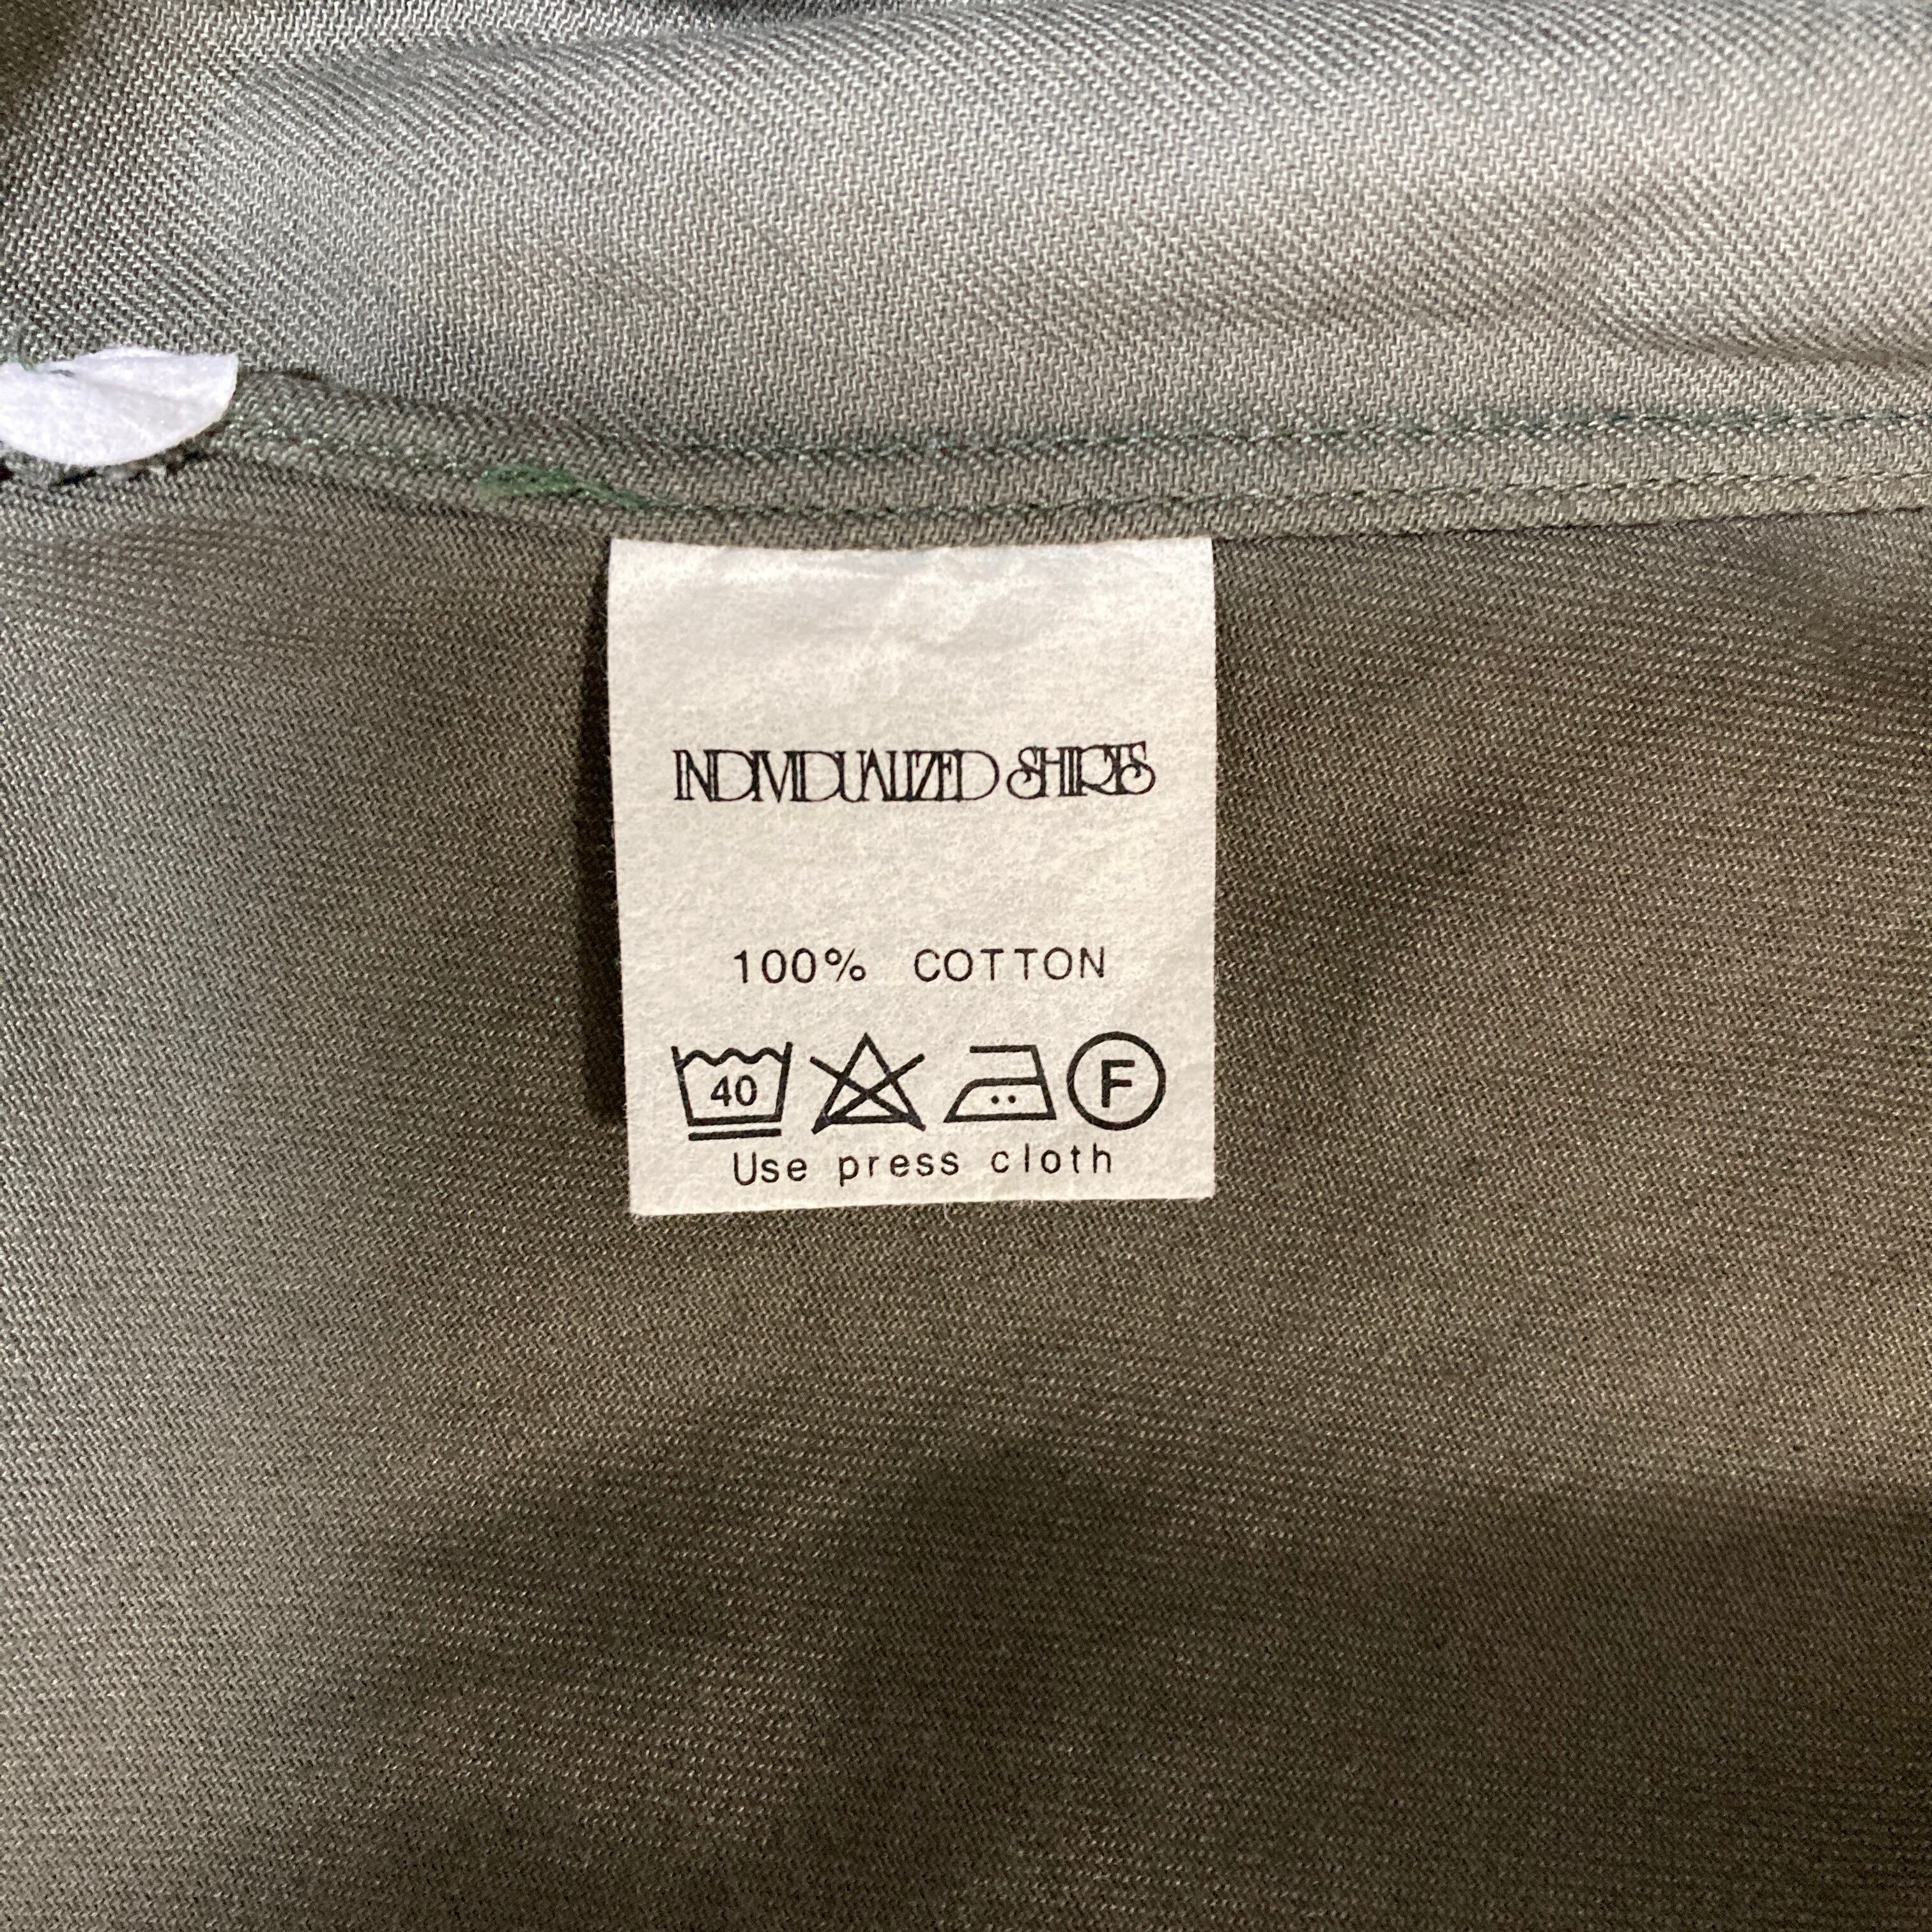 INDIVIDUALIZED SHIRTS
100% COTTON
40 F
Use press cloth